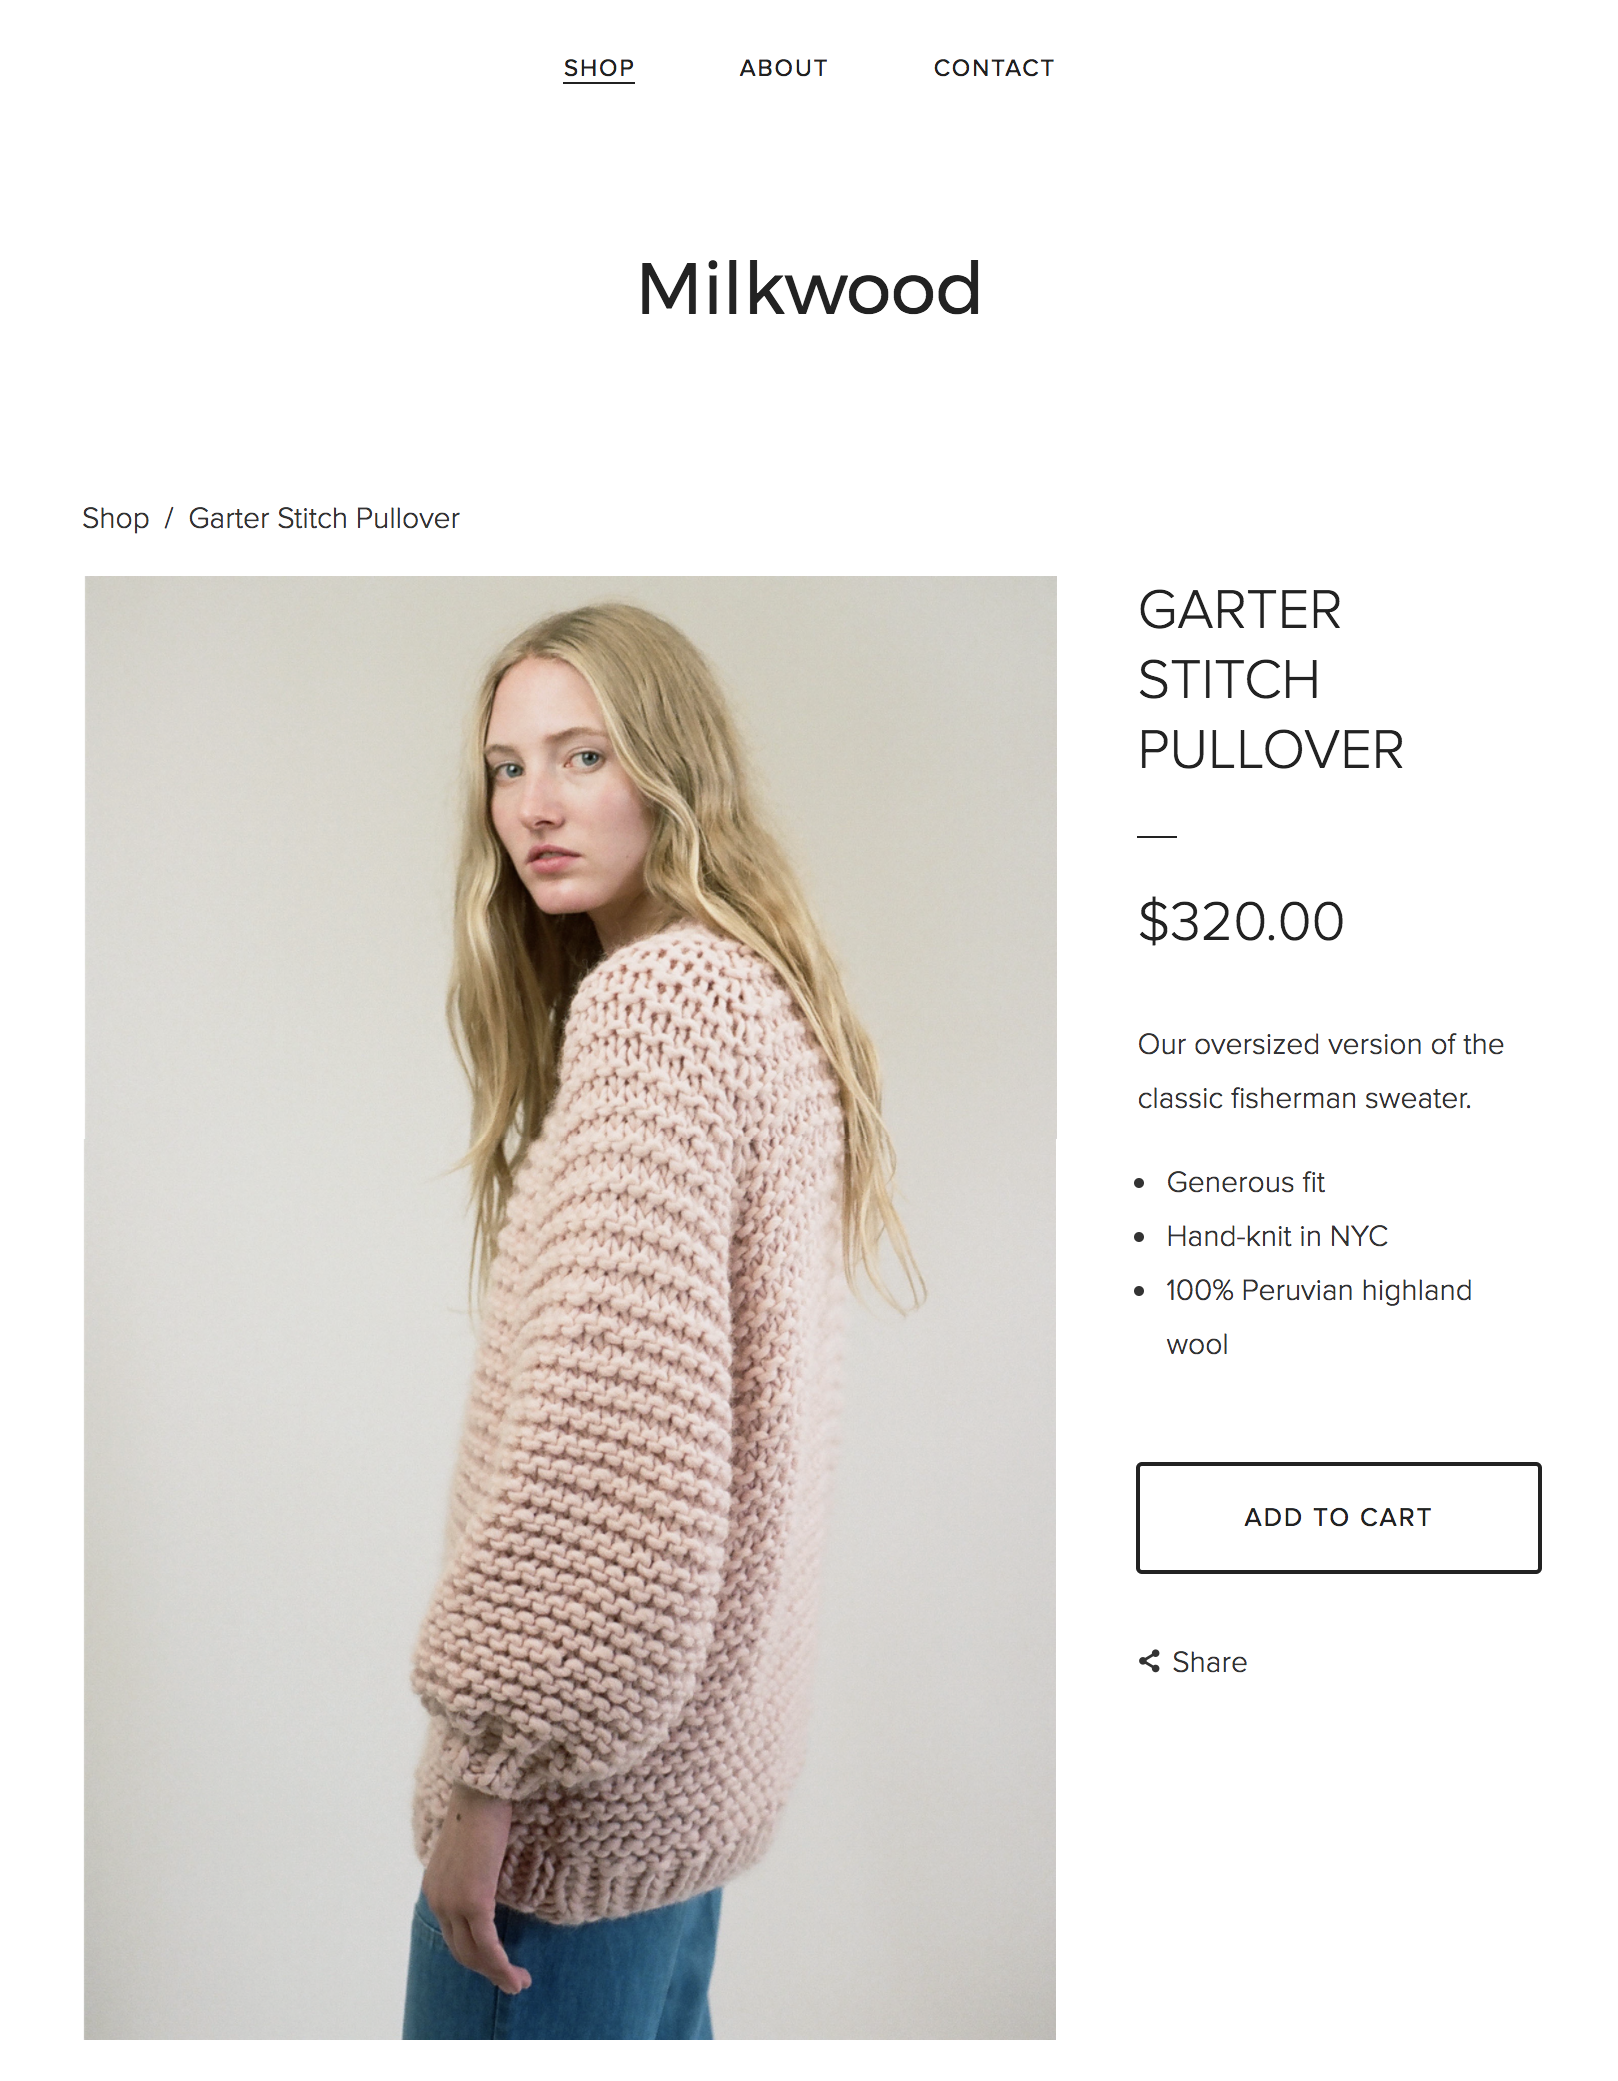 SHOP ABOUT CONTACT
Milkwood
Shop / Garter Stitch Pullover
GARTER
STITCH
PULLOVER
$320.00
Our oversized version of the
classic fisherman sweater.
Generous fit
Hand-knit in NYC
100% Peruvian highland
wool
ADD TO CART
Share